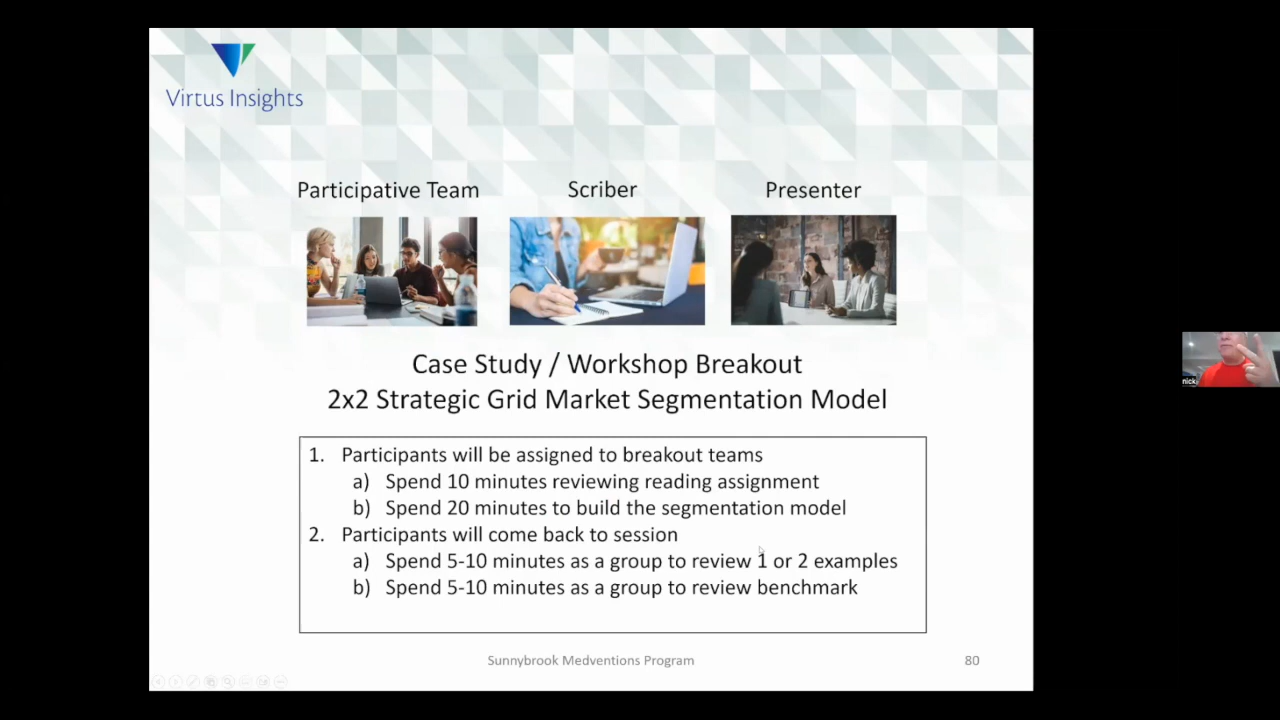 Virtus Insights
Participative Team
Scriber
Presenter
Case Study / Workshop Breakout
2x2 Strategic Grid Market Segmentation Model
1. Participants will be assigned to breakout teams
a) Spend 10 minutes reviewing reading assignment
b) Spend 20 minutes to build the segmentation model
2. Participants will come back to session
a) Spend 5-10 minutes as a group to review 1 or 2 examples
b) Spend 5-10 minutes as a group to review benchmark
Sunnybrook Medventions Program
80
nick